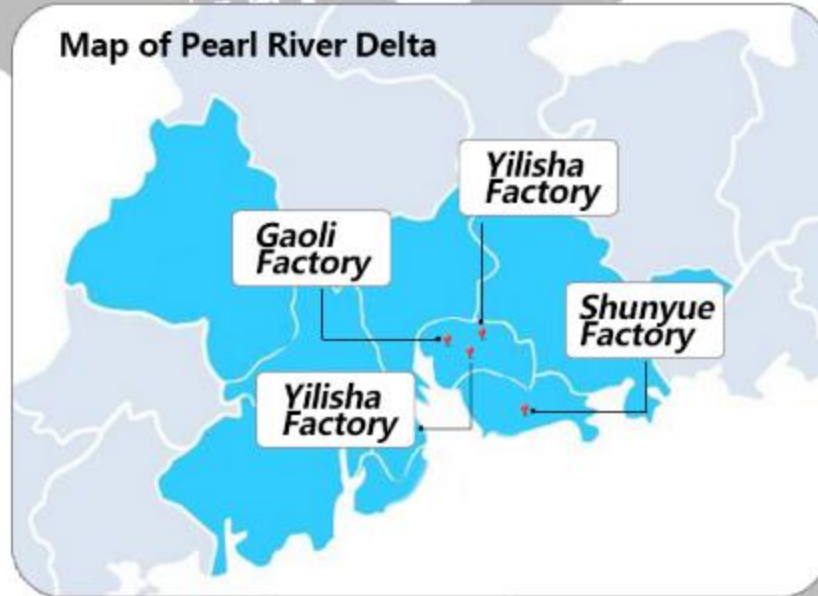 Map of Pearl River Delta
Yilisha
Factory
Gaoli
Factory
Shunyue
Factory
Yilisha
Factory